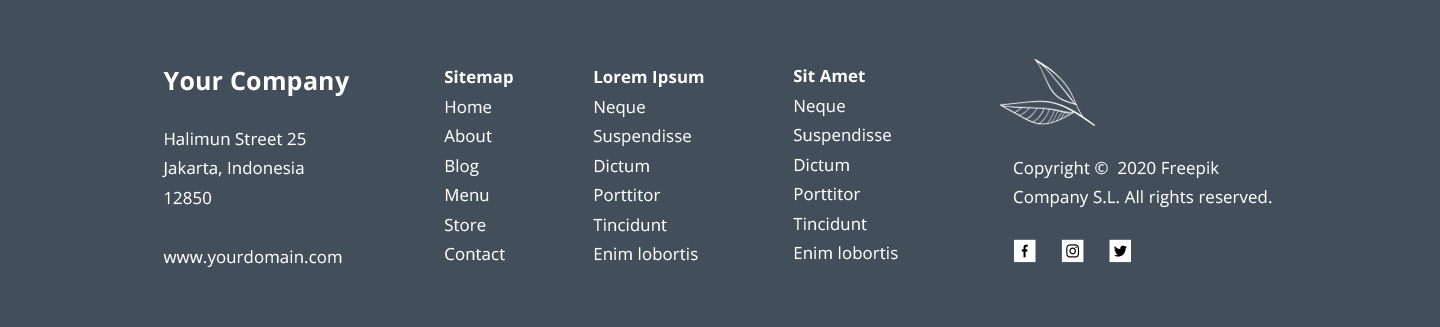 Your Company
Halimun Street 25
Jakarta, Indonesia
12850
www.yourdomain.com
Sitemap
Home
About
Blog
Menu
Store
Contact
Lorem Ipsum
Neque
Suspendisse
Dictum
Porttitor
Tincidunt
Enim lobortis
Sit Amet
Neque
Suspendisse
Dictum
Porttitor
Tincidunt
Enim lobortis
Copyright © 2020 Freepik
Company S.L. All rights reserved.